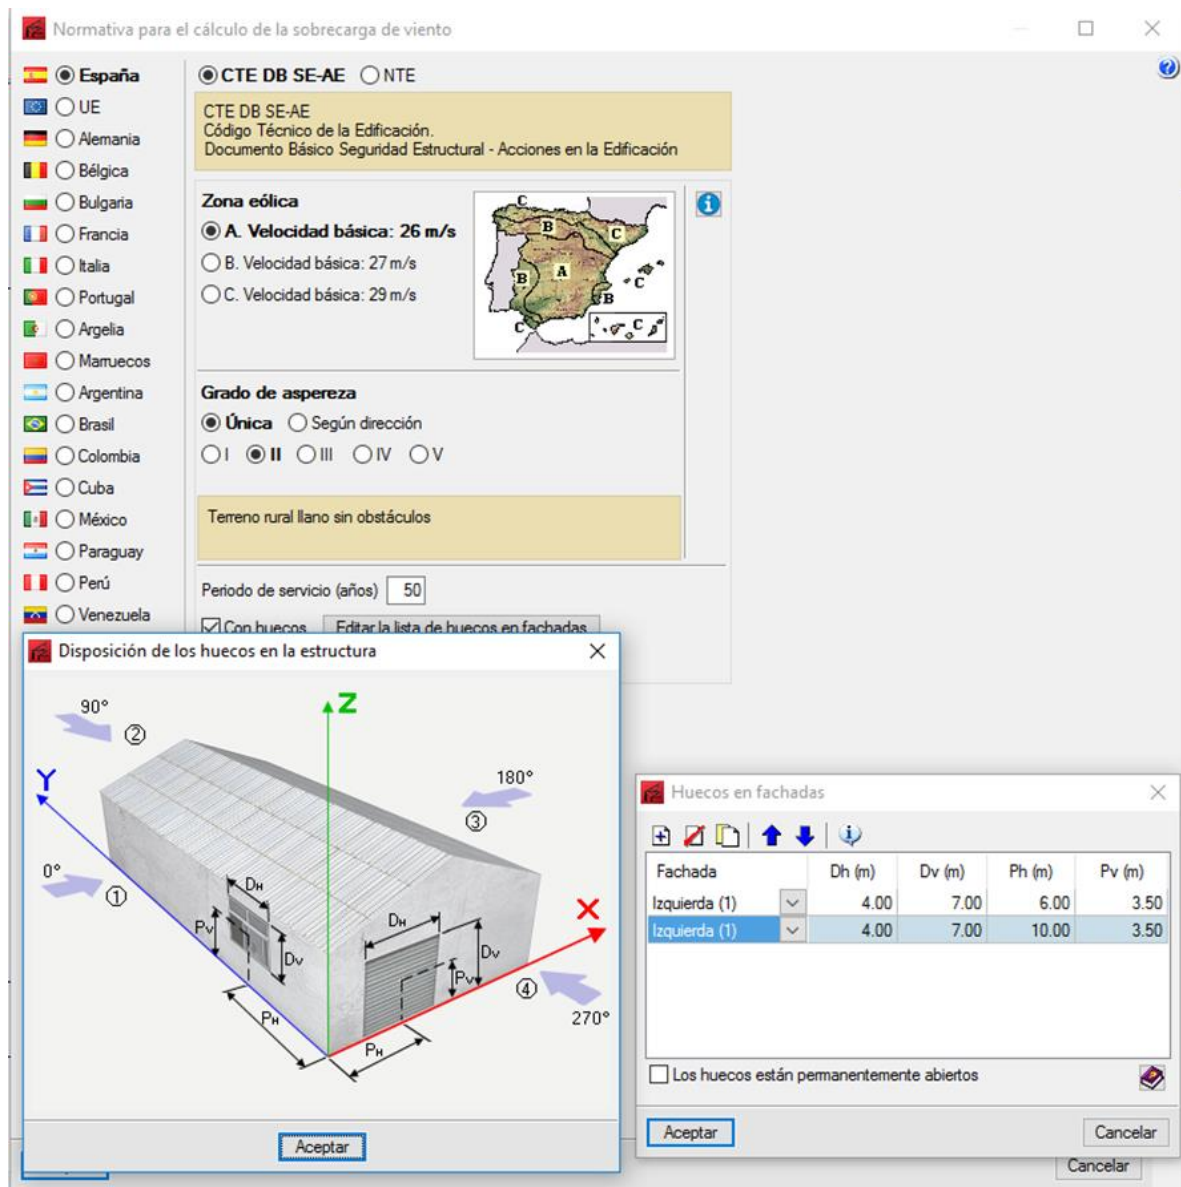 Normativa para el cálculo de la sobrecarga de viento
España
UE
Alemania
Bélgica
Bulgaria
Francia
Italia
Portugal
Argelia
Marruecos
Argentina
Brasil
Colombia
Cuba
México
Paraguay
Perú
Venezuela
CTE DB SE-AE NTE
CTE DB SE-AE
Código Técnico de la Edificación.
Documento Básico Seguridad Estructural - Acciones en la Edificación
Zona eólica
A. Velocidad básica: 26 m/s
B. Velocidad básica: 27 m/s
C. Velocidad básica: 29 m/s
C
B C
B A C
B
C C
Grado de aspereza
Única Según dirección
I II III IV V
Terreno rural llano sin obstáculos
Periodo de servicio (años) 50
Con huecos Editar la lista de huecos en fachadas
Disposición de los huecos en la estructura
90°
2
Z
Y
180°
3
0°
1
DH
PV
DV
PH
DH
DV
PV
PH
X
4
270°
Aceptar
Huecos en fachadas
Fachada Dh (m) Dv (m) Ph (m) Pv (m)
Izquierda (1) 4.00 7.00 6.00 3.50
Izquierda (1) 4.00 7.00 10.00 3.50
Los huecos están permanentemente abiertos
Aceptar Cancelar
Cancelar